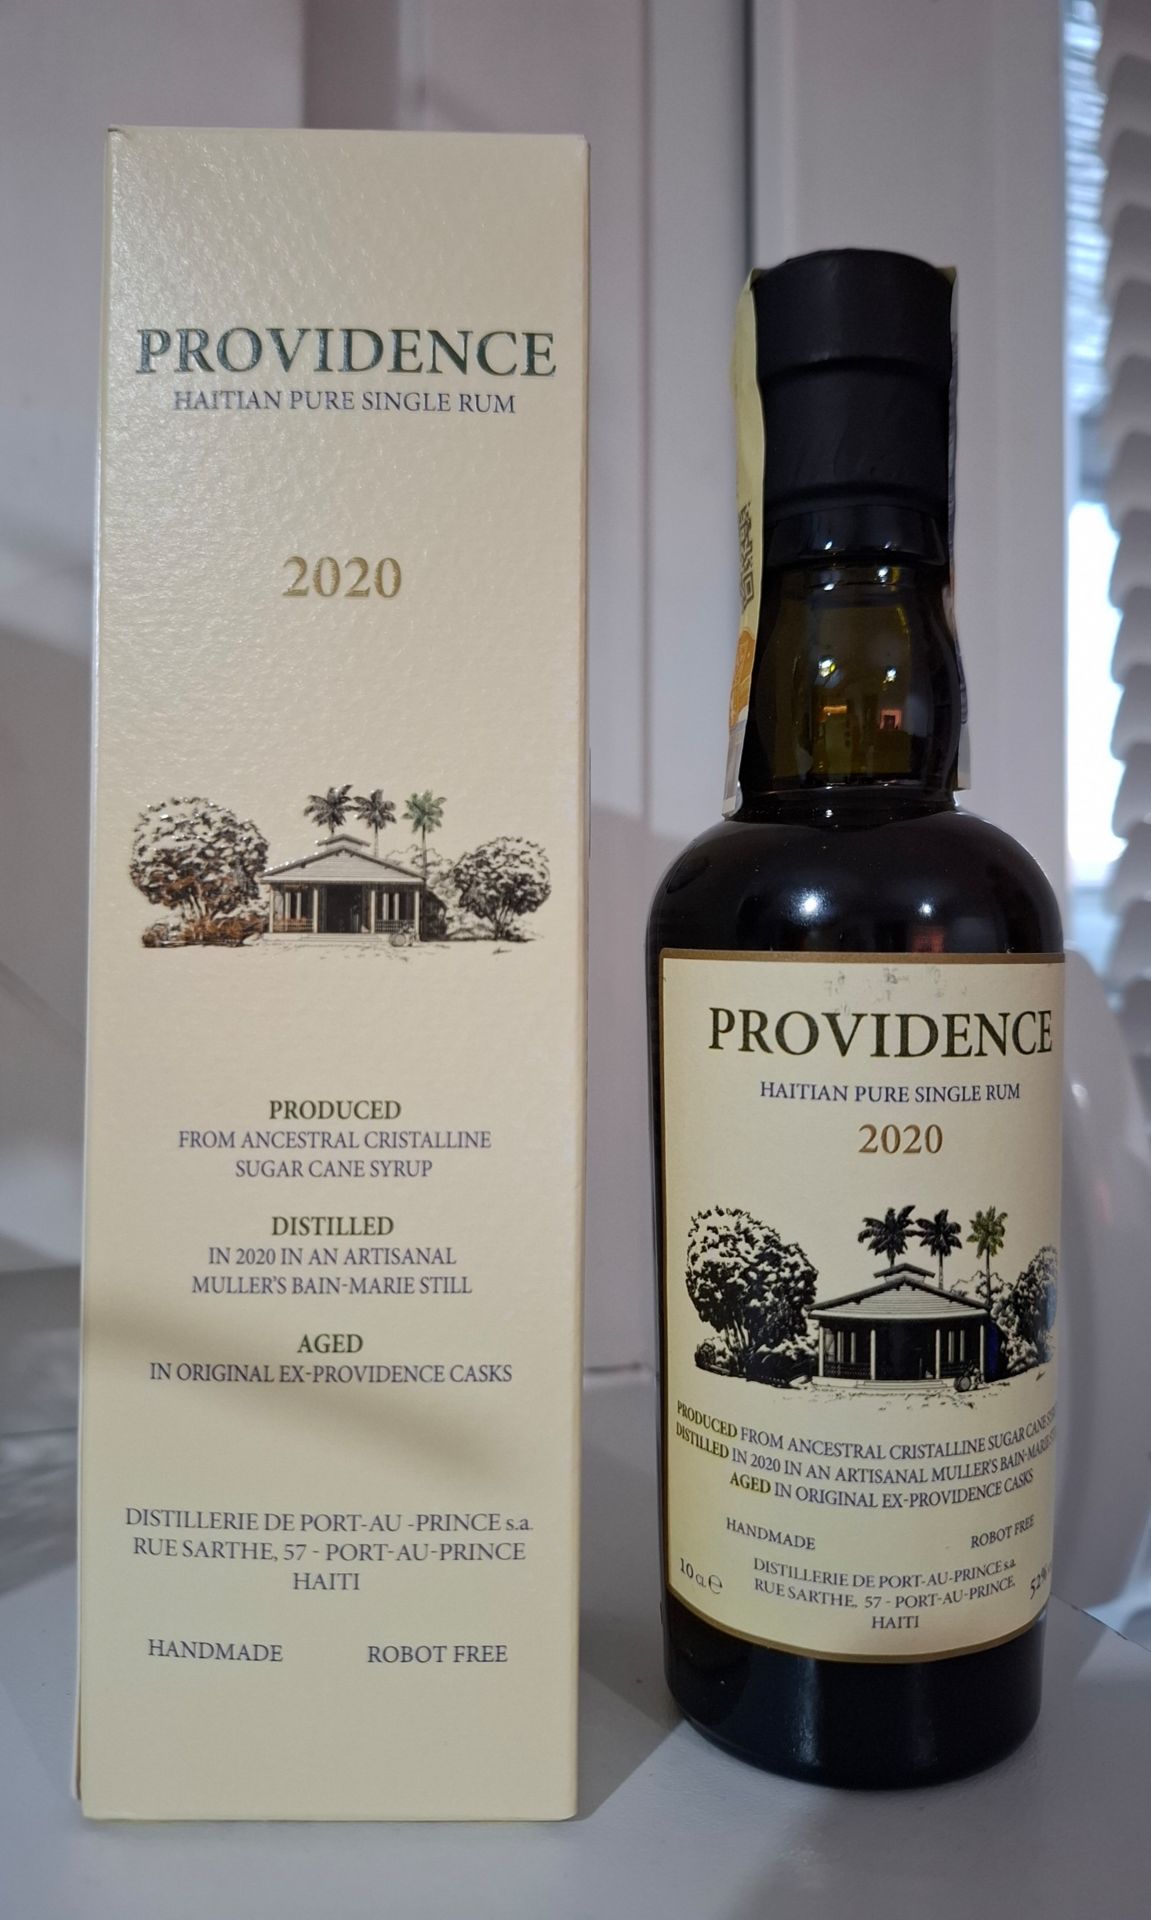 PROVIDENCE
HAITIAN PURE SINGLE RUM
2020
PRODUCED
FROM ANCESTRAL CRISTALLINE
SUGAR CANE SYRUP
DISTILLED
IN 2020 IN AN ARTISANAL
MULLER'S BAIN-MARIE STILL
AGED
IN ORIGINAL EX-PROVIDENCE CASKS
DISTILLERIE DE PORT-AU -PRINCE s.a.
RUE SARTHE, 57 - PORT-AU-PRINCE
HAITI
HANDMADE ROBOT FREE
PROVIDENCE
HAITIAN PURE SINGLE RUM
2020
PRODUCED FROM ANCESTRAL CRISTALLINE SUGAR CANE
DISTILLED IN 2020 IN AN ARTISANAL MULLER'S BAIN-MARIE
AGED IN ORIGINAL EX-PROVIDENCE CASKS
HANDMADE ROBOT FREE
10 CL e DISTILLERIE DE PORT-AU-PRINCE s.a. 52%
RUE SARTHE, 57 - PORT-AU-PRINCE,
HAITI